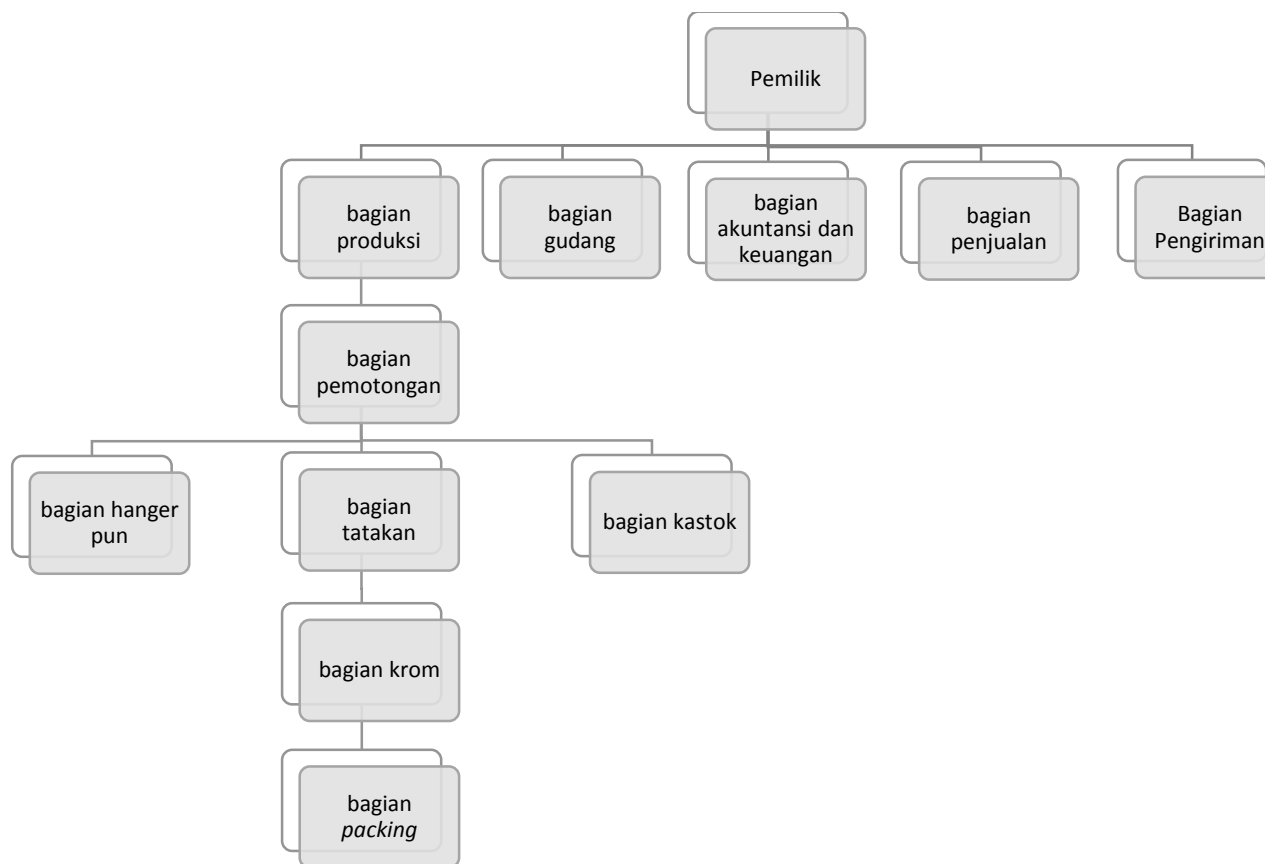 Pemilik
bagian
produksi
bagian
gudang
bagian
akuntansi dan
keuangan
bagian
penjualan
Bagian
Pengiriman
bagian
pemotongan
bagian hanger
pun
bagian
tatakan
bagian kastok
bagian krom
bagian
packing